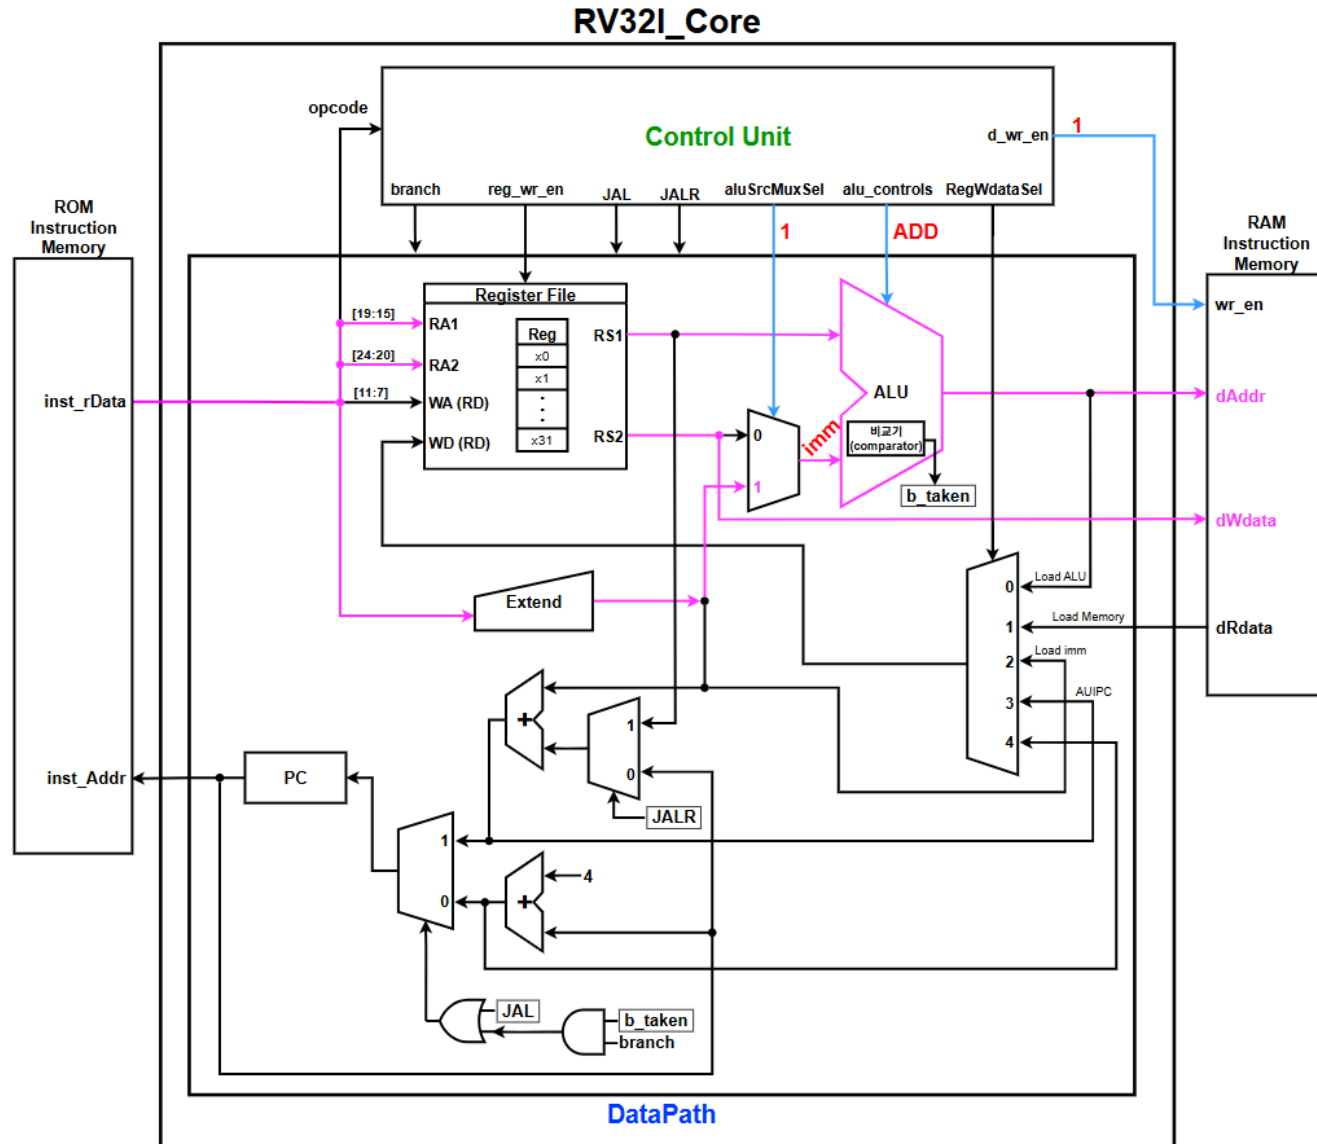 RV32I_Core
opcode
Control Unit
d_wr_en
1
branch
reg_wr_en
JAL
JALR
aluSrcMuxSel
alu_controls
RegWdataSel
ROM
Instruction
Memory
RAM
Instruction
Memory
1
ADD
Register File
[19:15]
RA1
Reg
RS1
x0
[24:20]
RA2
x1
inst_rData
[11:7]
WA (RD)
WD (RD)
x31
RS2
0
1
imm
ALU
비교기
(comparator)
b_taken
wr_en
dAddr
dWdata
dRdata
Extend
0
Load ALU
1
Load Memory
2
Load imm
3
AUIPC
4
+
1
0
JALR
inst_Addr
PC
1
0
+
4
JAL
b_taken
branch
DataPath